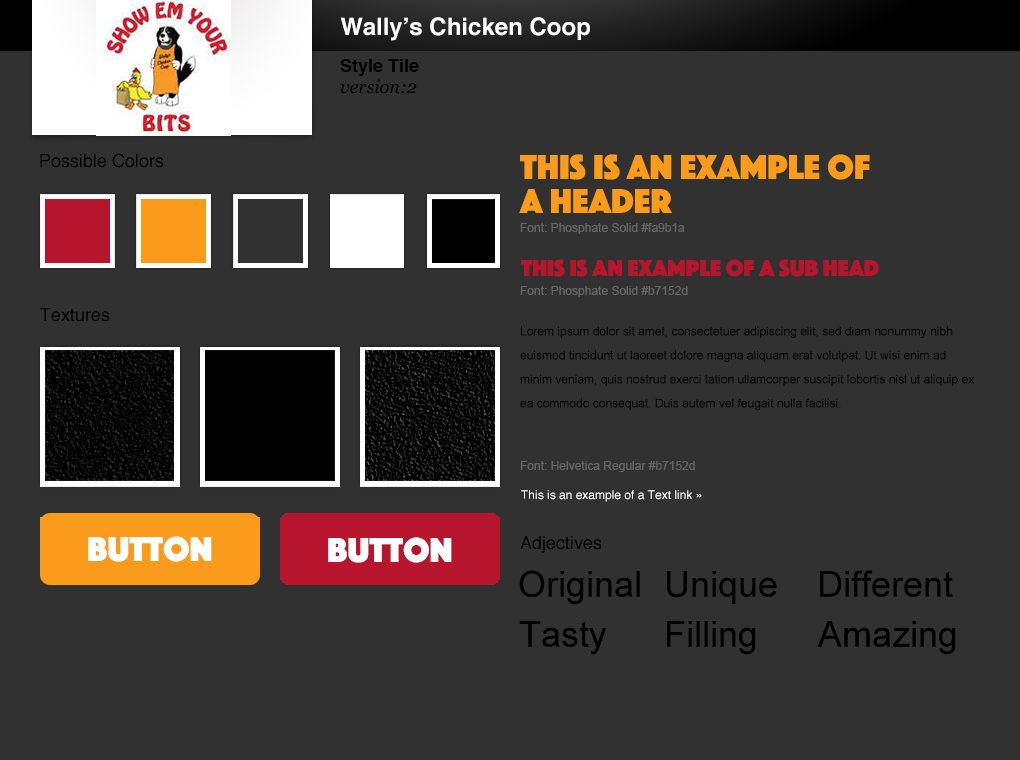 SHOW EM YOUR
BITS
Wally’s Chicken Coop
Style Tile
version:2
Possible Colors
Textures
BUTTON
BUTTON
THIS IS AN EXAMPLE OF
A HEADER
Font: Phosphate Solid #fa9b1a
THIS IS AN EXAMPLE OF A SUB HEAD
Font: Phosphate Solid #b7152d
Lorem ipsum dolor sit amet, consectetuer adipiscing elit, sed diam nonummy nibh
euismod tincidunt ut laoreet dolore magna aliquam erat volutpat. Ut wisi enim ad
minim veniam, quis nostrud exerci tation ullamcorper suscipit lobortis nisl ut aliquip ex
ea commodo consequat. Duis autem vel feugait nulla facilisi.
Font: Helvetica Regular #b7152d
This is an example of a Text link »
Adjectives
Original Unique Different
Tasty Filling Amazing